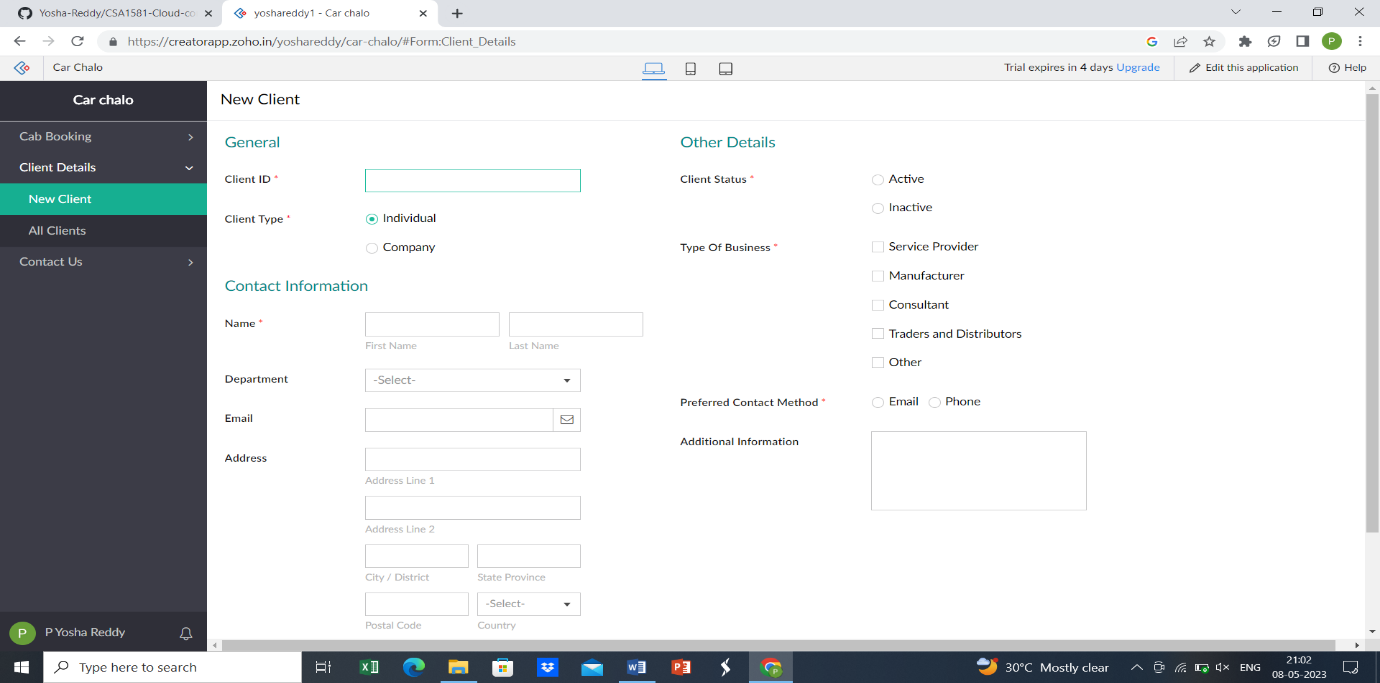 Yosha-Reddy/CSA1581-Cloud-co
yoshareddy1 - Car chalo
https://creatorapp.zoho.in/yoshareddy/car-chalo/#Form:Client_Details
P
Car Chalo
Trial expires in 4 days Upgrade
Edit this application
Help
Car chalo
Cab Booking
Client Details
New Client
All Clients
Contact Us
P
P Yosha Reddy
New Client
General
Client ID *
Client Type *
Individual
Company
Contact Information
Name *
First Name
Last Name
Department
-Select-
Email
Address
Address Line 1
Address Line 2
City / District
State Province
-Select-
Postal Code
Country
Other Details
Client Status *
Active
Inactive
Type Of Business *
Service Provider
Manufacturer
Consultant
Traders and Distributors
Other
Preferred Contact Method *
Email
Phone
Additional Information
Type here to search
30°C Mostly clear
ENG
21:02
08-05-2023